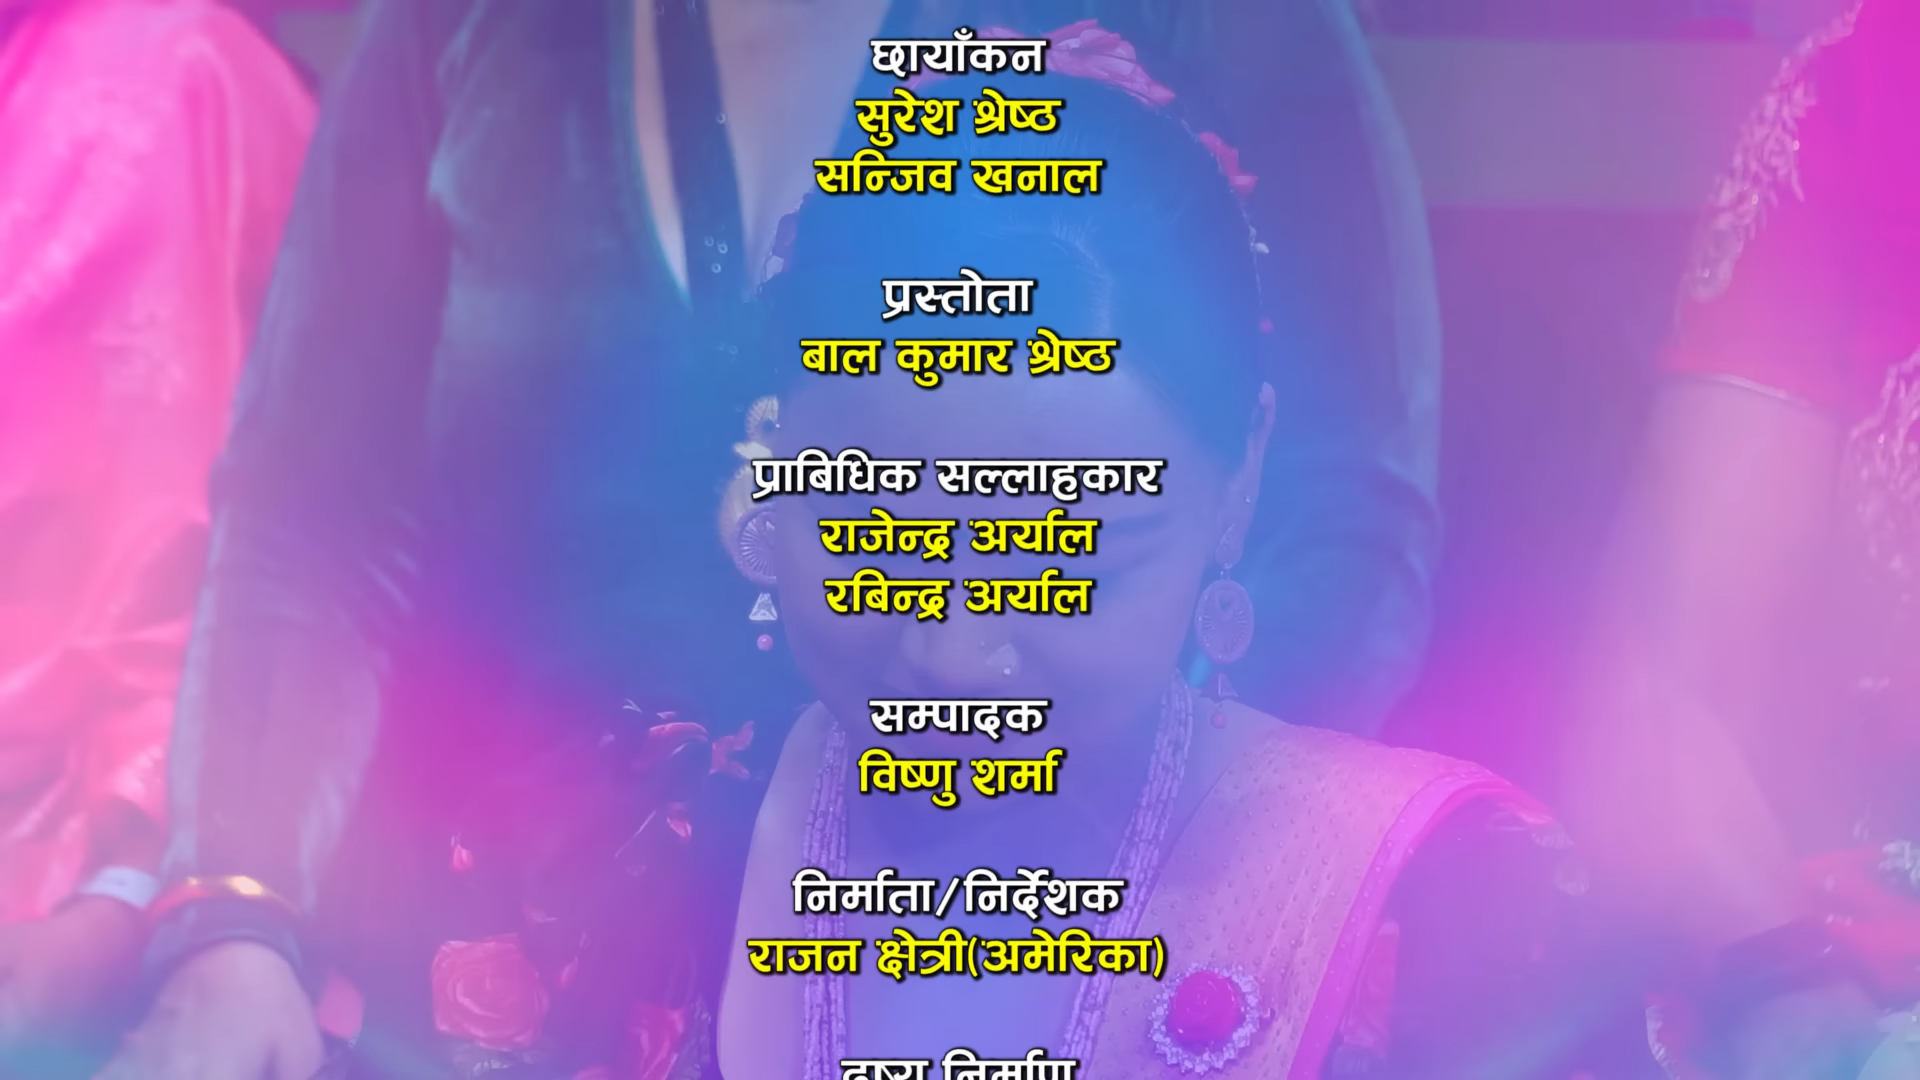 छायाँकन
सुरेश श्रेष्ठ
सन्जिव खनाल
प्रस्तोता
बाल कुमार श्रेष्ठ
प्राबिधिक सल्लाहकार
राजेन्द्र अर्याल
रबिन्द्र अर्याल
सम्पादक
विष्णु शर्मा
निर्माता/निर्देशक
राजन क्षेत्री(अमेरिका)
निर्माण